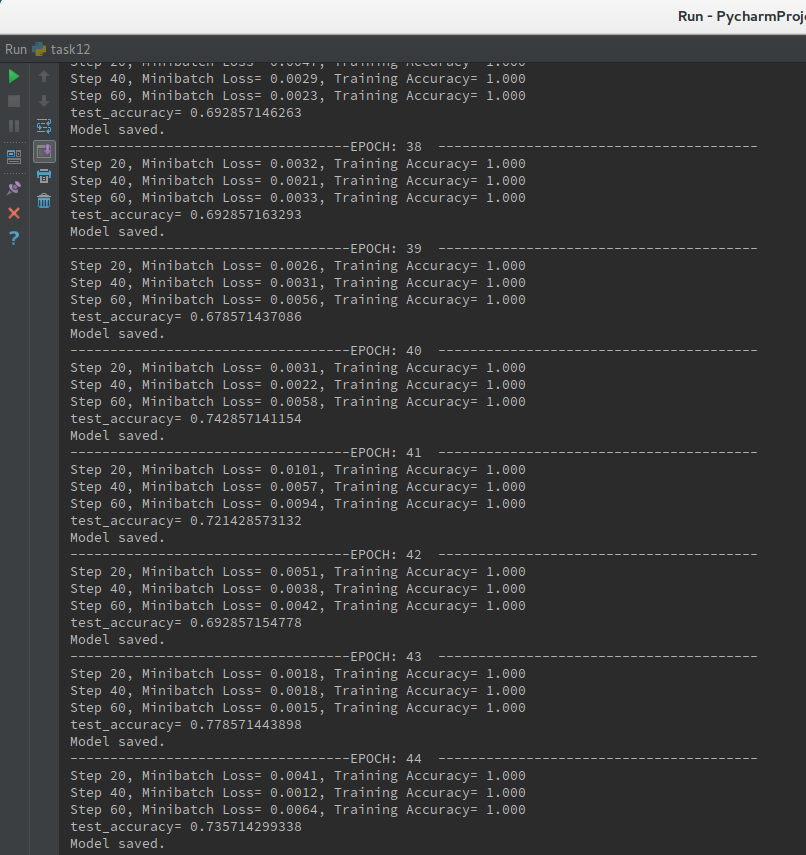 Run - PycharmProje
Run task12
Step 20, Minibatch Loss= 0.0047, Training Accuracy= 1.000
Step 40, Minibatch Loss= 0.0029, Training Accuracy= 1.000
Step 60, Minibatch Loss= 0.0023, Training Accuracy= 1.000
test_accuracy= 0.692857146263
Model saved.
-----------------------------------EPOCH: 38  ----------------------------------------
Step 20, Minibatch Loss= 0.0032, Training Accuracy= 1.000
Step 40, Minibatch Loss= 0.0021, Training Accuracy= 1.000
Step 60, Minibatch Loss= 0.0033, Training Accuracy= 1.000
test_accuracy= 0.692857163293
Model saved.
-----------------------------------EPOCH: 39  ----------------------------------------
Step 20, Minibatch Loss= 0.0026, Training Accuracy= 1.000
Step 40, Minibatch Loss= 0.0031, Training Accuracy= 1.000
Step 60, Minibatch Loss= 0.0056, Training Accuracy= 1.000
test_accuracy= 0.678571437086
Model saved.
-----------------------------------EPOCH: 40  ----------------------------------------
Step 20, Minibatch Loss= 0.0031, Training Accuracy= 1.000
Step 40, Minibatch Loss= 0.0022, Training Accuracy= 1.000
Step 60, Minibatch Loss= 0.0058, Training Accuracy= 1.000
test_accuracy= 0.742857141154
Model saved.
-----------------------------------EPOCH: 41  ----------------------------------------
Step 20, Minibatch Loss= 0.0101, Training Accuracy= 1.000
Step 40, Minibatch Loss= 0.0057, Training Accuracy= 1.000
Step 60, Minibatch Loss= 0.0094, Training Accuracy= 1.000
test_accuracy= 0.721428573132
Model saved.
-----------------------------------EPOCH: 42  ----------------------------------------
Step 20, Minibatch Loss= 0.0051, Training Accuracy= 1.000
Step 40, Minibatch Loss= 0.0038, Training Accuracy= 1.000
Step 60, Minibatch Loss= 0.0042, Training Accuracy= 1.000
test_accuracy= 0.692857154778
Model saved.
-----------------------------------EPOCH: 43  ----------------------------------------
Step 20, Minibatch Loss= 0.0018, Training Accuracy= 1.000
Step 40, Minibatch Loss= 0.0018, Training Accuracy= 1.000
Step 60, Minibatch Loss= 0.0015, Training Accuracy= 1.000
test_accuracy= 0.778571443898
Model saved.
-----------------------------------EPOCH: 44  ----------------------------------------
Step 20, Minibatch Loss= 0.0041, Training Accuracy= 1.000
Step 40, Minibatch Loss= 0.0012, Training Accuracy= 1.000
Step 60, Minibatch Loss= 0.0064, Training Accuracy= 1.000
test_accuracy= 0.735714299338
Model saved.